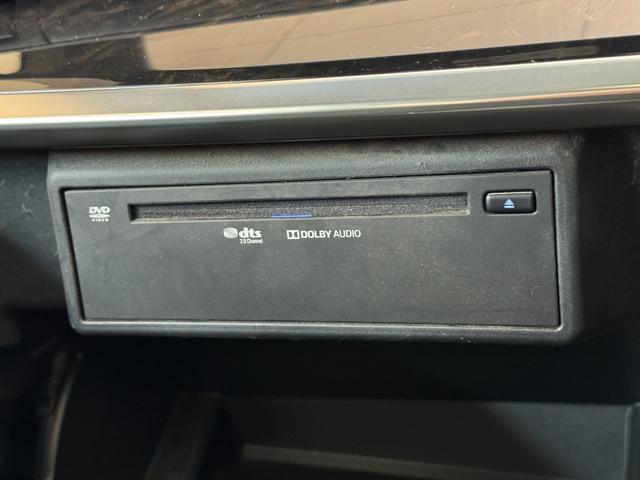 DVD
VIDEO
dts
2.0 Channel
DOLBY AUDIO